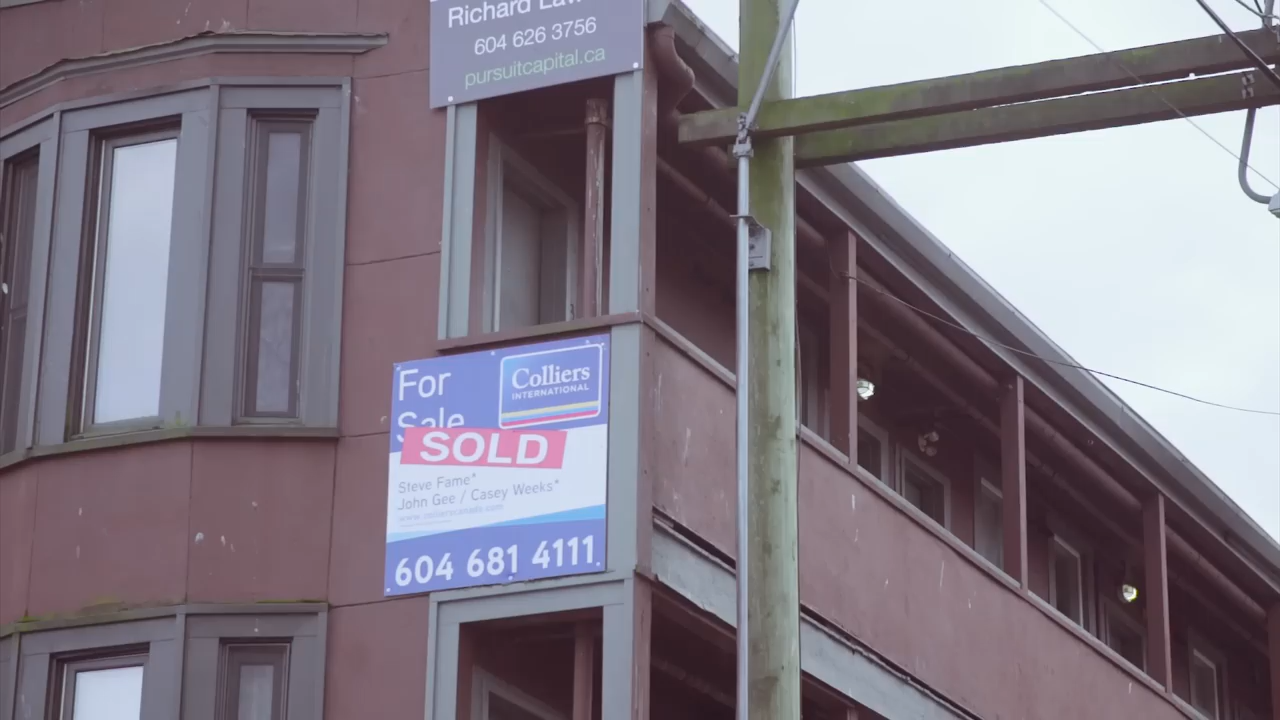 Richard
604 626 3756
pursuitcapital.ca
For
Sale
Colliers
INTERNATIONAL
SOLD
Steve Fame*
John Gee / Casey Weeks*
604 681 4111